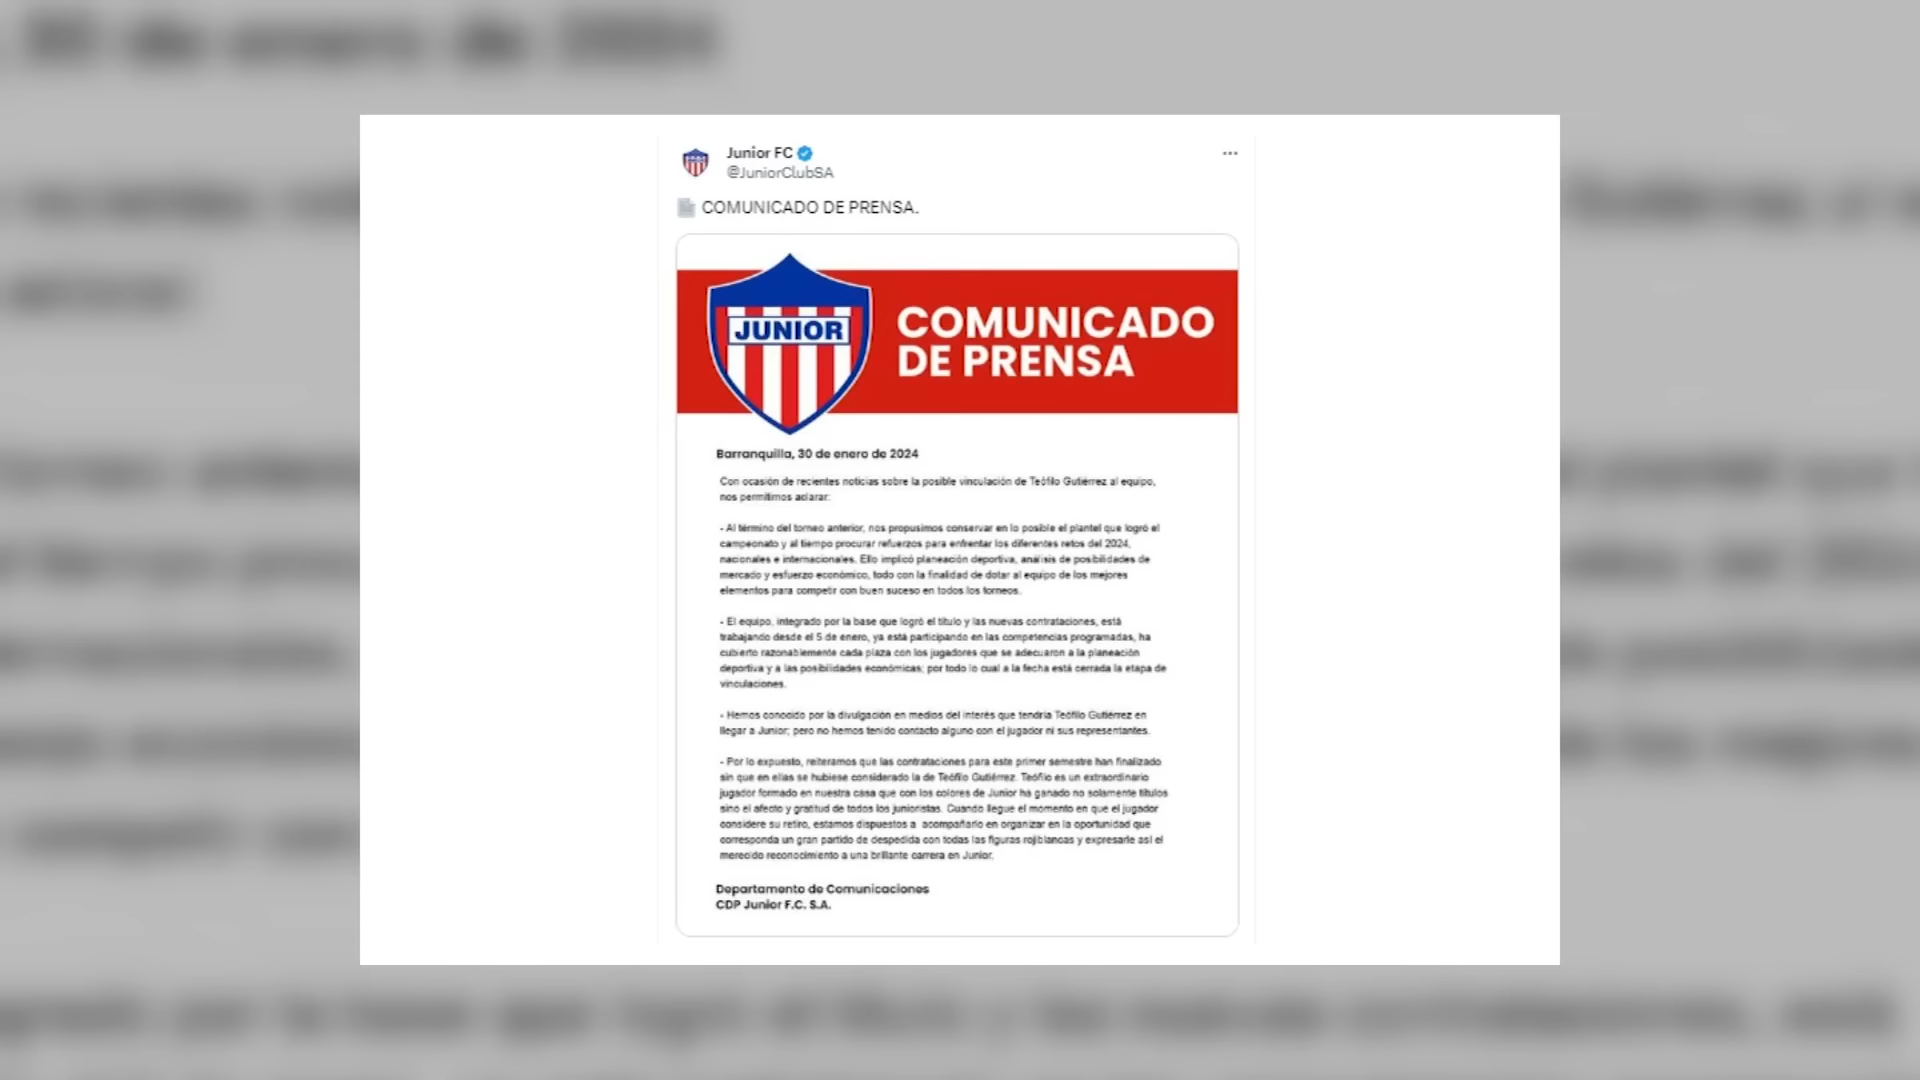 30 de enero de 2024
Junior FC
@JuniorClubSA
COMUNICADO DE PRENSA.
JUNIOR
COMUNICADO
DE PRENSA
Barranquilla, 30 de enero de 2024
Con ocasión de recientes noticias sobre la posible vinculación de Teófilo Gutiérrez al equipo,
nos permitimos aclarar:
- Al término del torneo anterior, nos propusimos conservar en lo posible el plantel que logró el
campeonato y al tiempo procurar refuerzos para enfrentar los diferentes retos del 2024,
nacionales e internacionales. Ello implicó planeación deportiva, análisis de posibilidades de
mercado y esfuerzo económico, todo con la finalidad de dotar al equipo de los mejores
elementos para competir con buen suceso en todos los torneos.
- El equipo, integrado por la base que logró el título y las nuevas contrataciones, está
trabajando desde el 5 de enero, ya está participando en las competencias programadas, ha
cubierto razonablemente cada plaza con los jugadores que se adecuaron a la planeación
deportiva y a las posibilidades económicas; por todo lo cual a la fecha está cerrada la etapa de
vinculaciones.
- Hemos conocido por la divulgación en medios del interés que tendría Teófilo Gutiérrez en
llegar a Junior; pero no hemos tenido contacto alguno con el jugador ni sus representantes.
- Por lo expuesto, reiteramos que las contrataciones para este primer semestre han finalizado
sin que en ellas se hubiese considerado la de Teófilo Gutiérrez. Teófilo es un extraordinario
jugador formado en nuestra casa que con los colores de Junior ha ganado no solamente títulos
sino el afecto y gratitud de todos los junioristas. Cuando llegue el momento en que el jugador
considere su retiro, estamos dispuestos a acompañarlo en organizar en la oportunidad que
corresponda un gran partido de despedida con todas las figuras rojiblancas y expresarle así el
merecido reconocimiento a una brillante carrera en Junior.
Departamento de Comunicaciones
CDP Junior F.C. S.A.